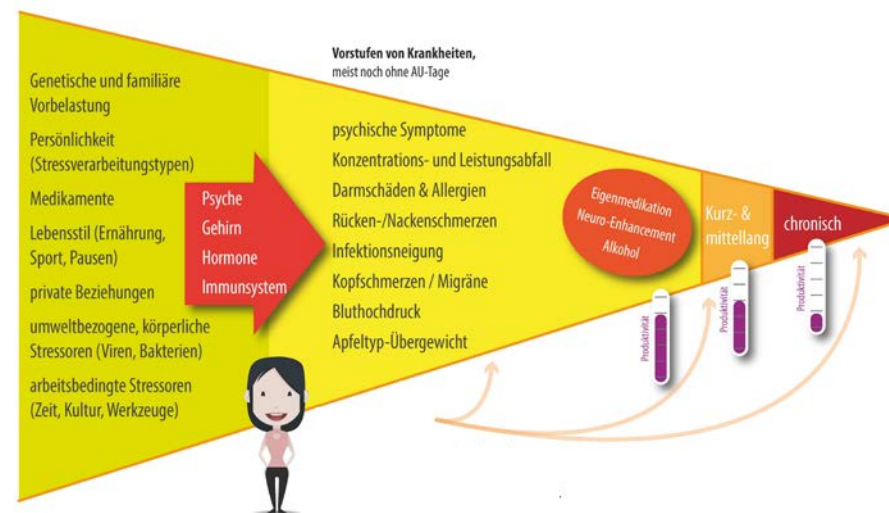 Vorstufen von Krankheiten,
meist noch ohne AU-Tage
Genetische und familiäre
Vorbelastung
Persönlichkeit
(Stressverarbeitungstypen)
Medikamente
Lebensstil (Ernährung,
Sport, Pausen)
private Beziehungen
umweltbezogene, körperliche
Stressoren (Viren, Bakterien)
arbeitsbedingte Stressoren
(Zeit, Kultur, Werkzeuge)
Psyche
Gehirn
Hormone
Immunsystem
psychische Symptome
Konzentrations- und Leistungsabfall
Darmschäden & Allergien
Rücken-/Nackenschmerzen
Infektionsneigung
Kopfschmerzen / Migräne
Bluthochdruck
Apfeltyp-Übergewicht
Eigenmedikation
Neuro-Enhancement
Alkohol
Kurz- &
mittellang
chronisch
Produktivität
Produktivität
Produktivität